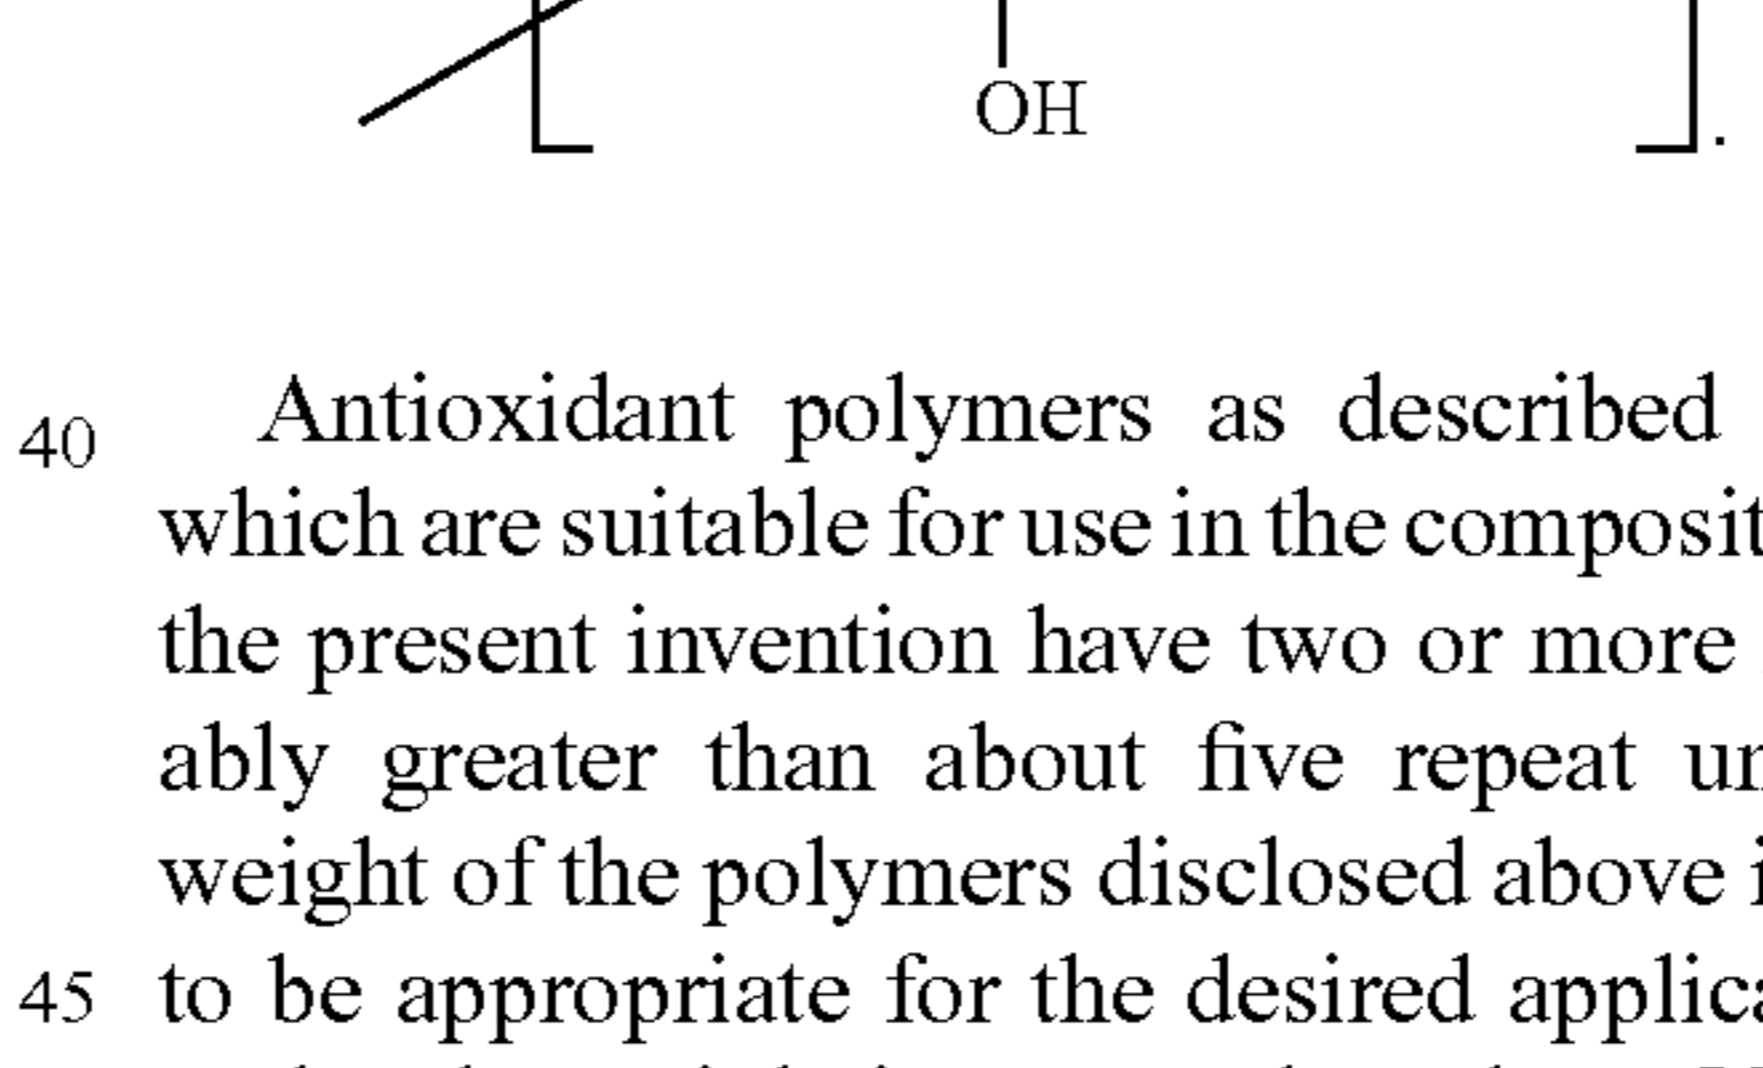 OH
.
40 Antioxidant polymers as described
which are suitable for use in the composit
the present invention have two or more
ably greater than about five repeat
weight of the polymers disclosed above
45 to be appropriate for the desired applica